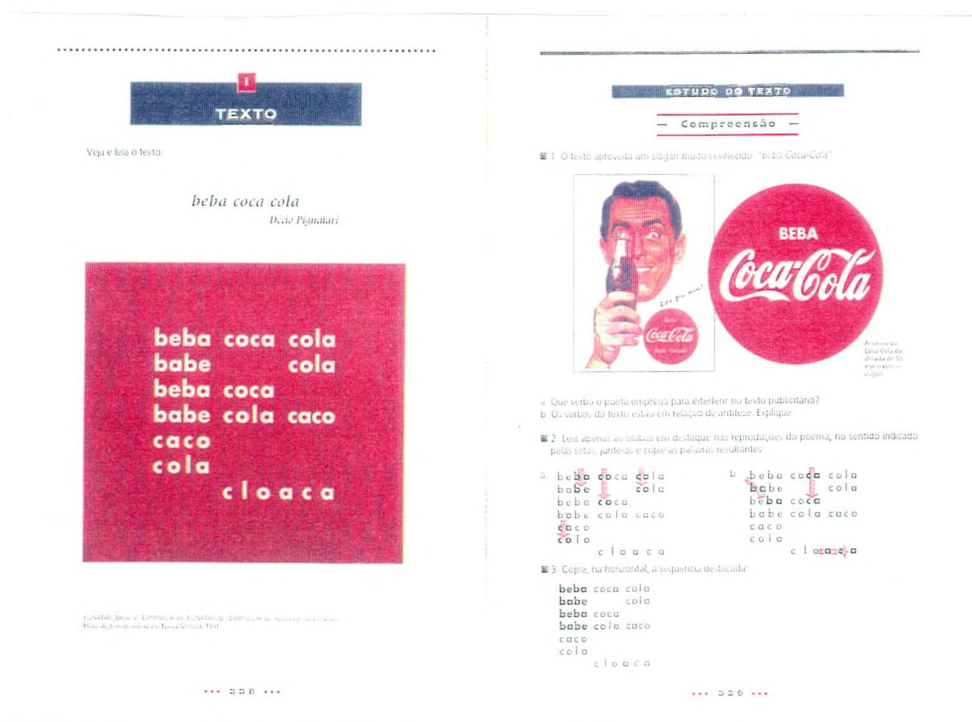 1
TEXTO
Veja e leia o texto:
beba coca cola
Décio Pignatari
beba coca cola
babe cola
beba coca
babe cola caco
caco
cola
cloaca
338
ESTUDO DO TEXTO
Compreensão
1 O texto aproveita um slogan muito conhecido: "Beba Coca-Cola"
BEBA
Coca-Cola
Coca-Cola
a Que verbo o poeta emprega para interferir no texto publicitário?
b Os verbos do texto estão em relação de antítese. Explique
2 Leia apenas as sílabas em destaque nas reproduções do poema, no sentido indicado
pelas setas, junte-as e copie as palavras resultantes:
a beba coca cola
babe cola
beba coca
babe cola caco
caco
cola
cloaca
b beba coca cola
babe cola
beba coca
babe cola caco
caco
cola
cloaca
3 Copie, na horizontal, a sequência destacada:
beba coca cola
babe cola
beba coca
babe cola caco
caco
cola
cloaca
339